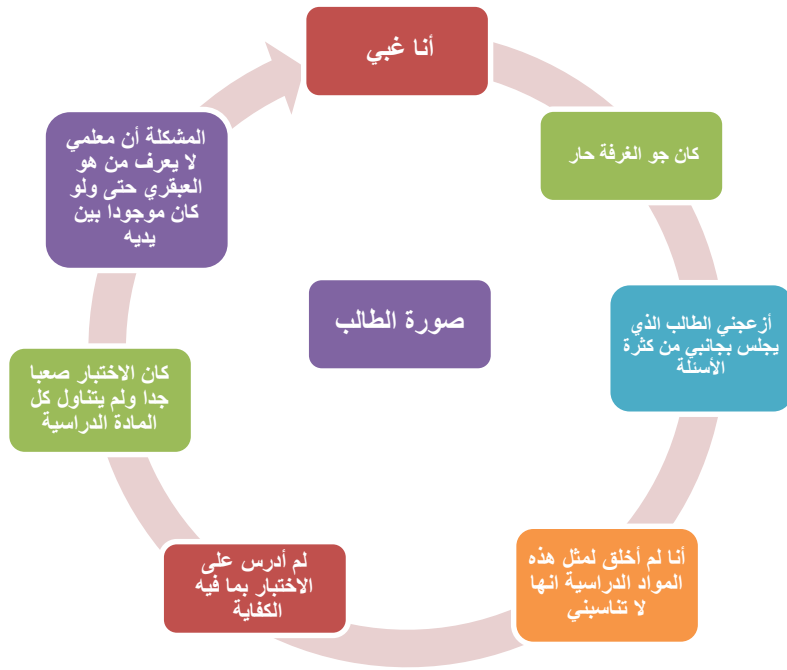 أنا غبي
كان جو الغرفة حار
أزعجني الطالب الذي
يجلس بجانبي من كثرة
الأسئلة
أنا لم أخلق لمثل هذه
المواد الدراسية انها
لا تناسبني
لم أدرس على
الاختبار بما فيه
الكفاية
كان الاختبار صعبا
جدا ولم يتناول كل
المادة الدراسية
المشكلة أن معلمي
لا يعرف من هو
العبقري حتى ولو
كان موجودا بين
يديه
صورة الطالب